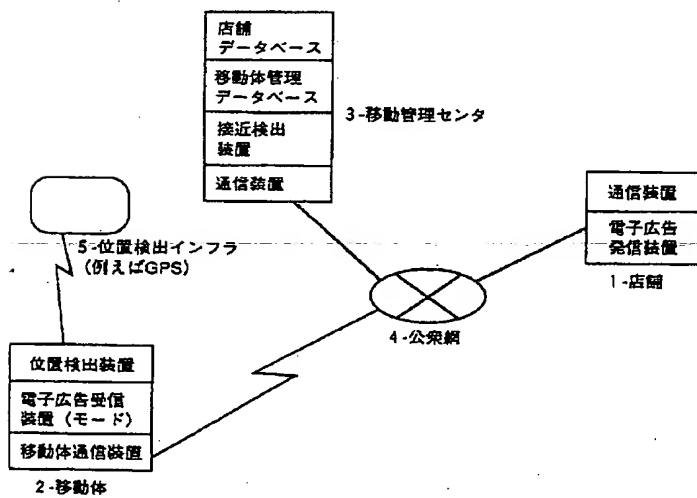 店舗
データベース
移動体管理
データベース
接近検出
装置
通信装置
3-移動管理センタ
通信装置
電子広告
発信装置
1-店舗
5-位置検出インフラ
(例えばGPS)
4-公衆網
位置検出装置
電子広告受信
装置(モード)
移動体通信装置
2-移動体